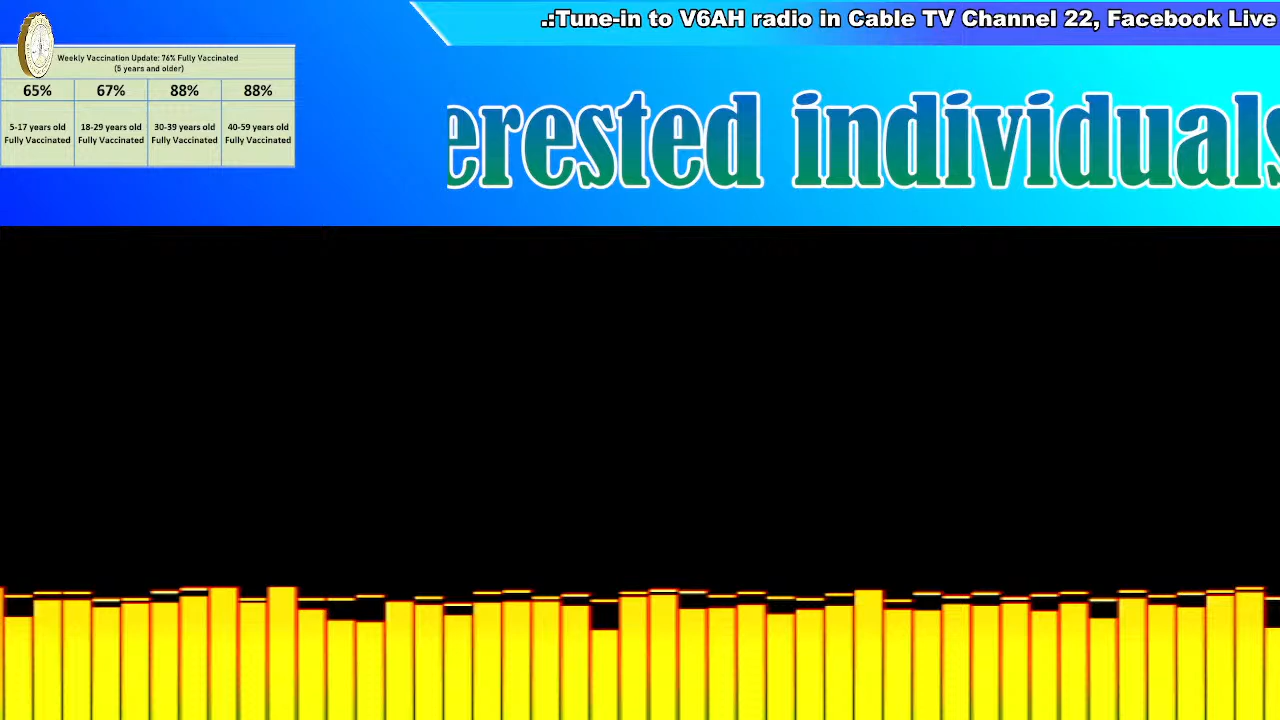 .:Tune-in to V6AH radio in Cable TV Channel 22, Facebook Live
Weekly Vaccination Update: 76% Fully Vaccinated
(5 years and older)
65% 67% 88% 88%
5-17 years old 18-29 years old 30-39 years old 40-59 years old
Fully Vaccinated Fully Vaccinated Fully Vaccinated Fully Vaccinated
erested individuals